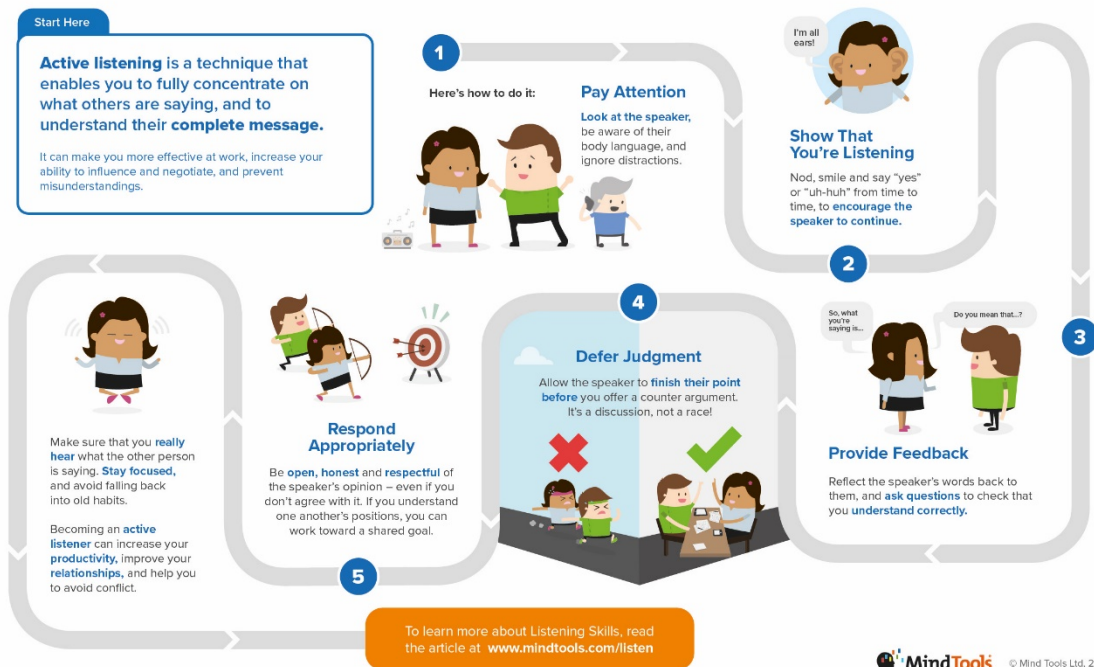 Start Here
Active listening is a technique that
enables you to fully concentrate on
what others are saying, and to
understand their complete message.
It can make you more effective at work, increase your
ability to influence and negotiate, and prevent
misunderstandings.
1
Here's how to do it:
Pay Attention
Look at the speaker,
be aware of their
body language, and
ignore distractions.
I'm all
ears!
Show That
You're Listening
Nod, smile and say "yes"
or "uh-huh" from time to
time, to encourage the
speaker to continue.
2
3
So, what
you're
saying is...
Do you mean that...?
Provide Feedback
Reflect the speaker's words back to
them, and ask questions to check that
you understand correctly.
4
Defer Judgment
Allow the speaker to finish their point
before you offer a counter argument.
It's a discussion, not a race!
Respond
Appropriately
Be open, honest and respectful of
the speaker's opinion – even if you
don't agree with it. If you understand
one another's positions, you can
work toward a shared goal.
5
Make sure that you really
hear what the other person
is saying. Stay focused,
and avoid falling back
into old habits.
Becoming an active
listener can increase your
productivity, improve your
relationships, and help you
to avoid conflict.
To learn more about Listening Skills, read
the article at www.mindtools.com/listen
MindTools
© Mind Tools Ltd, 2